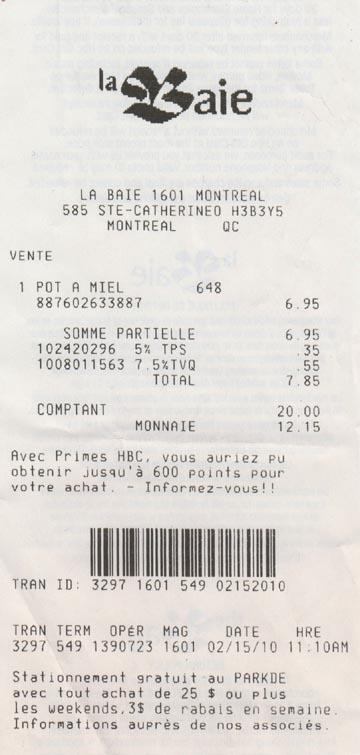 la Baie
LA BAIE 1601 MONTREAL
585 STE-CATHERINEO H3B3Y5
MONTREAL QC
VENTE
1 POT A MIEL 648
887602633887 6.95
SOMME PARTIELLE 6.95
102420296 5% TPS .35
1008011563 7.5%TVQ .55
TOTAL 7.85
COMPTANT 20.00
MONNAIE 12.15
Avec Primes HBC, vous auriez pu
obtenir jusqu'à 600 points pour
votre achat. - Informez-vous!!
TRAN ID: 3297 1601 549 02152010
TRAN TERM OPÉR MAG DATE HRE
3297 549 1390723 1601 02/15/10 11:10AM
Stationnement gratuit au PARKDE
avec tout achat de 25 $ ou plus
les weekends,3$ de rabais en semaine.
Informations auprès de nos associés.